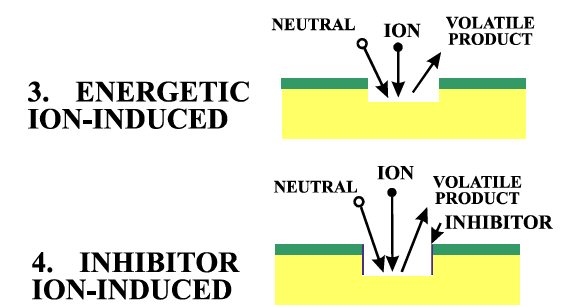 NEUTRAL ION VOLATILE
PRODUCT
3. ENERGETIC
ION-INDUCED
NEUTRAL ION VOLATILE
PRODUCT
INHIBITOR
4. INHIBITOR
ION-INDUCED